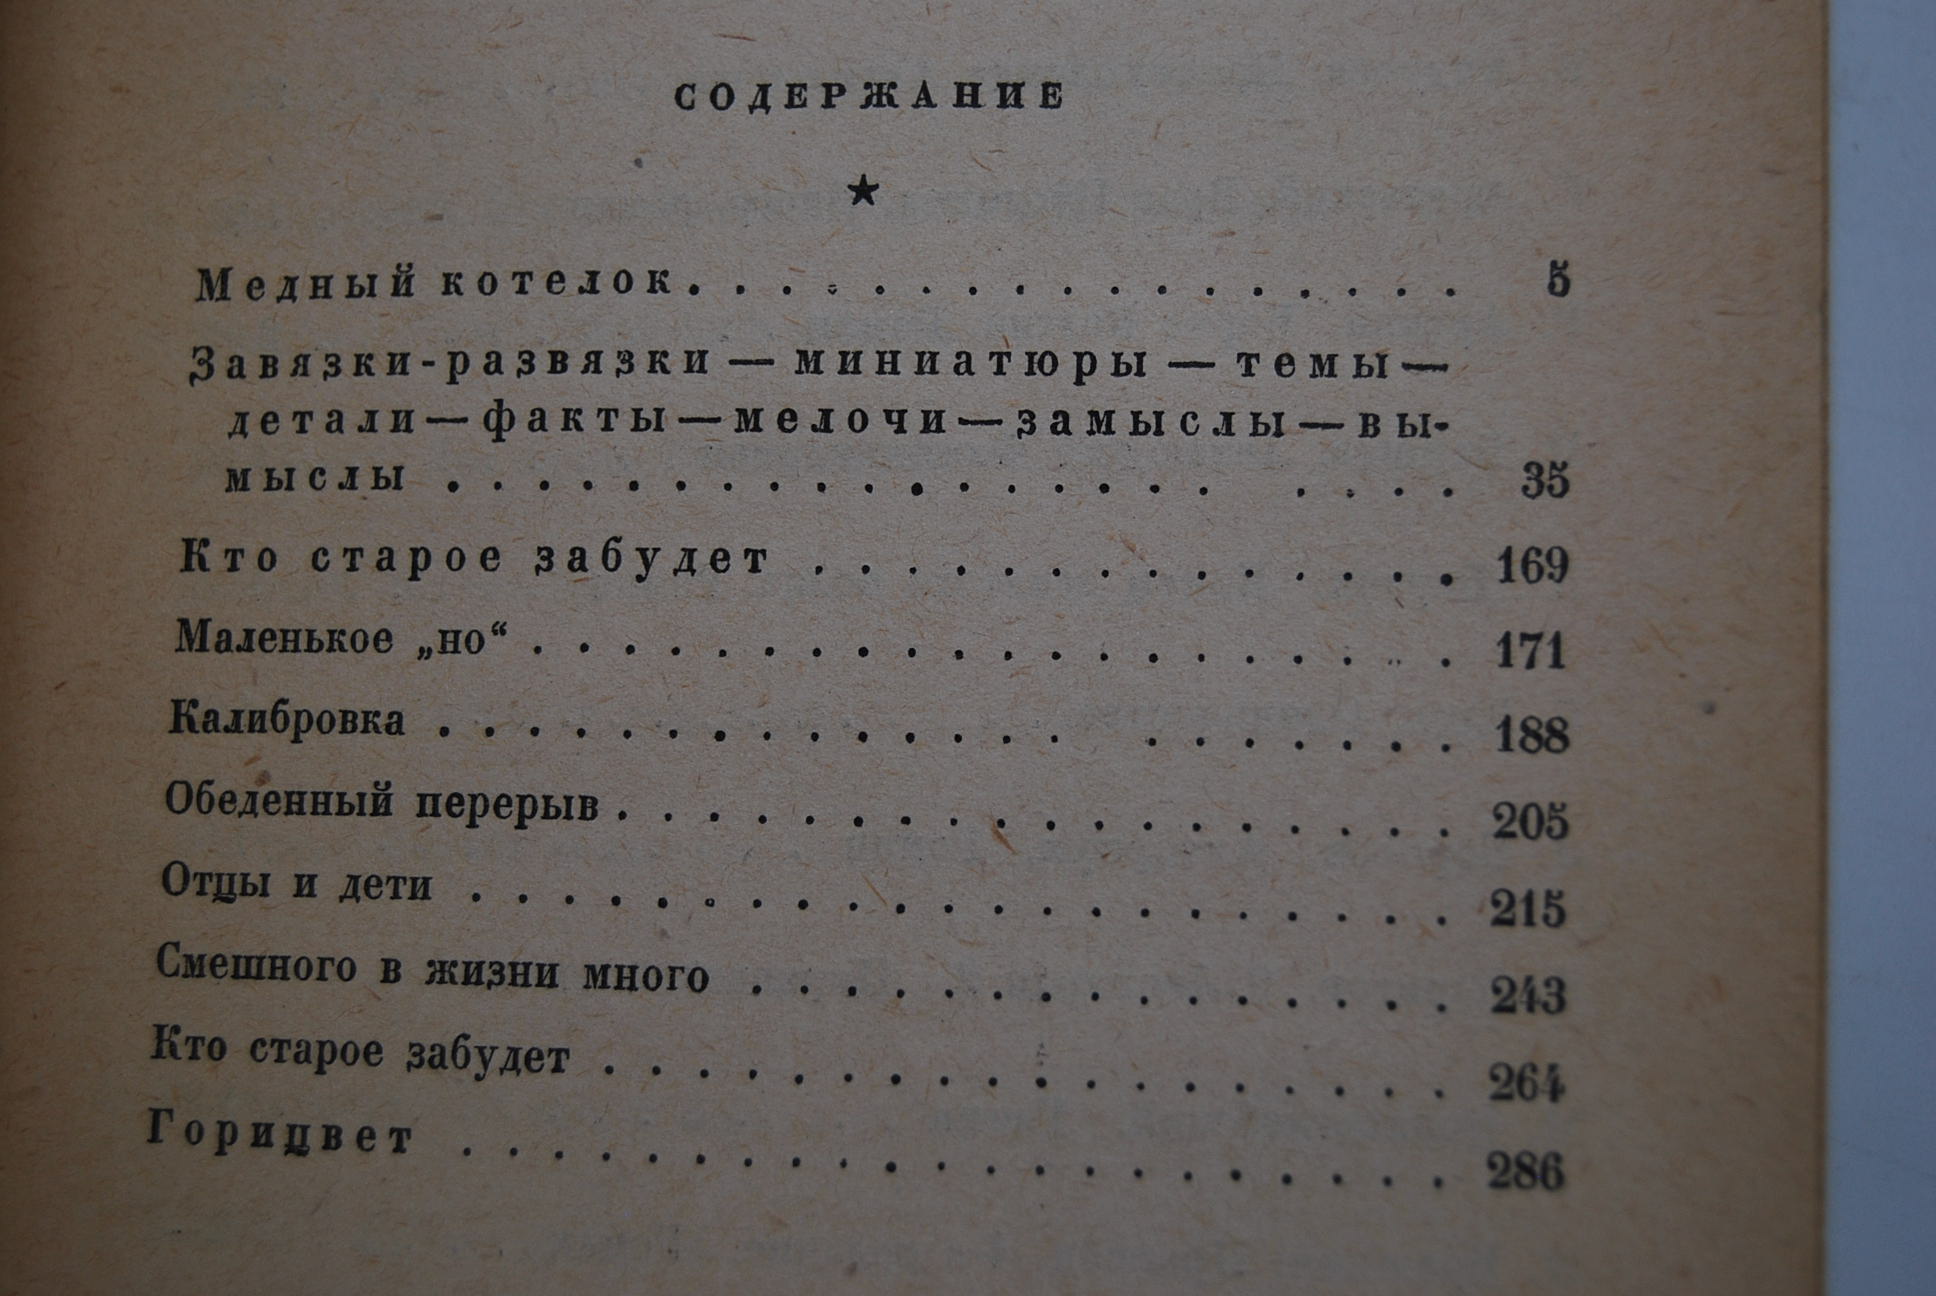 СОДЕРЖАНИЕ
★
Медный котелок. . . . . . . . . . . . . . . . . 5
Завязки-развязки — миниатюры — темы —
детали — факты — мелочи — замыслы — вы-
мыслы . . . . . . . . . . . . . . . . . . . . . 35
Кто старое забудет . . . . . . . . . . . . . . 169
Маленькое „но“ . . . . . . . . . . . . . . . . . . . . 171
Калибровка . . . . . . . . . . . . . . . . . . . . . 188
Обеденный перерыв . . . . . . . . . . . . . . . . . . 205
Отцы и дети . . . . . . . . . . . . . . . . . . . . . 215
Смешного в жизни много . . . . . . . . . . . . . . . 243
Кто старое забудет . . . . . . . . . . . . . . . . . . 264
Горицвет . . . . . . . . . . . . . . . . . . . . . 286